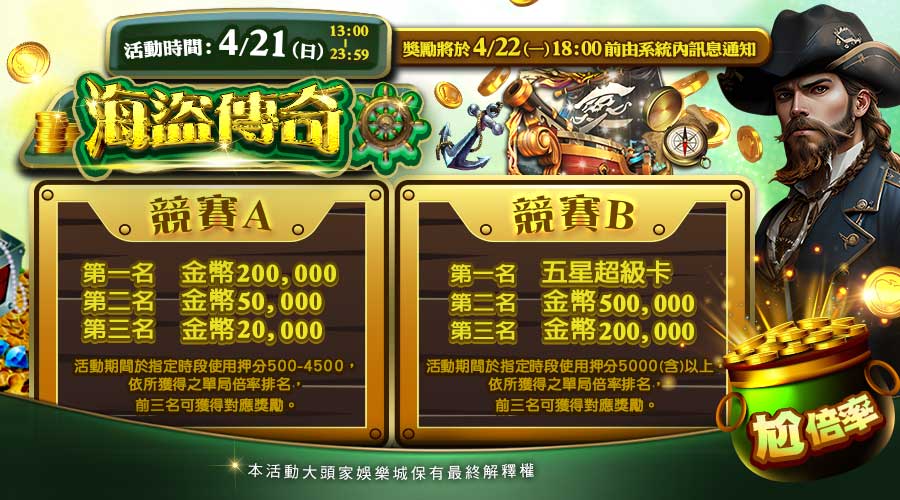 活動時間: 4/21(日) 13:00-23:59
獎勵將於4/22(一)18:00前由系統內訊息通知
海盜傳奇
競賽A
第一名 金幣200,000
第二名 金幣50,000
第三名 金幣20,000
活動期間於指定時段使用押分500-4500,
依所獲得之單局倍率排名,
前三名可獲得對應獎勵。
競賽B
第一名 五星超級卡
第二名 金幣500,000
第三名 金幣200,000
活動期間於指定時段使用押分5000(含)以上,
依所獲得之單局倍率排名,
前三名可獲得對應獎勵。
尬倍率
本活動大頭家娛樂城保有最終解釋權